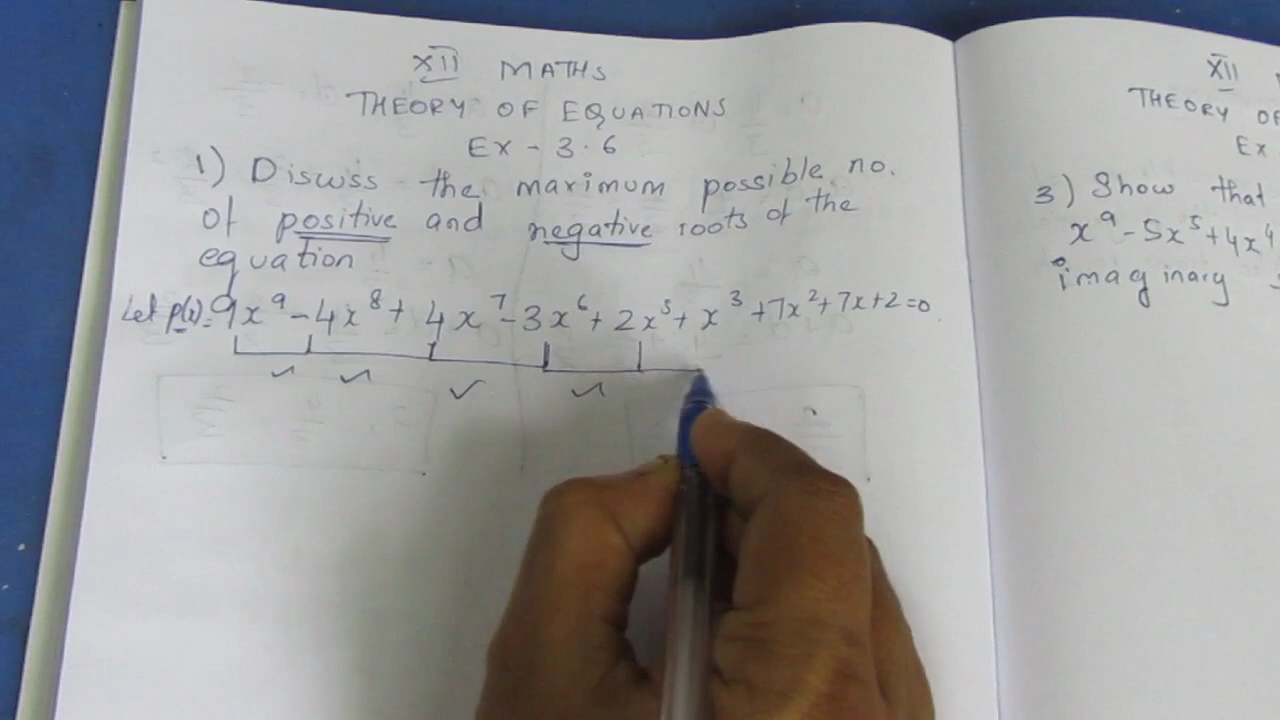 XII MATHS
THEORY OF EQUATIONS
Ex - 3.6
1) Discuss the maximum possible no.
of positive and negative roots of the
equation
Let p(x) = 9x⁹ - 4x⁸ + 4x⁷ - 3x⁶ + 2x⁵ + x³ + 7x² + 7x + 2 = 0.
XII
THEORY OF
Ex
3) Show that
x⁹ - 5x⁵ + 4x⁴
imaginary